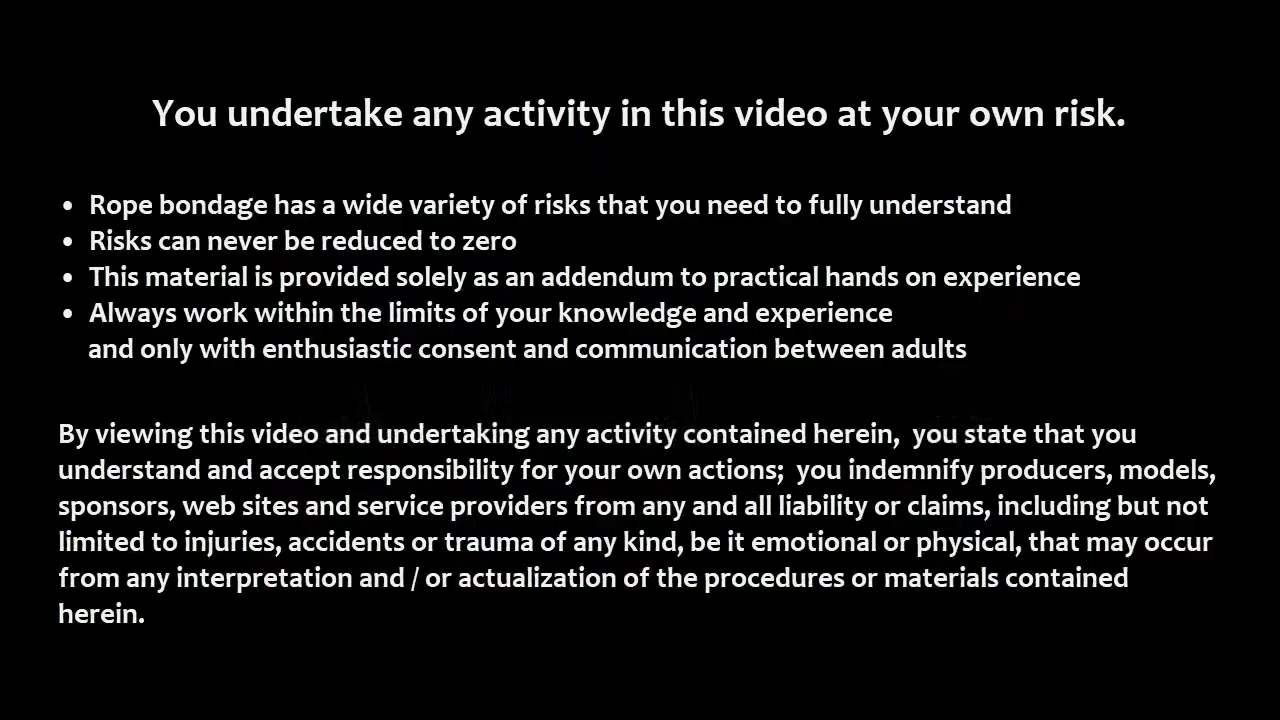 You undertake any activity in this video at your own risk.
• Rope bondage has a wide variety of risks that you need to fully understand
• Risks can never be reduced to zero
• This material is provided solely as an addendum to practical hands on experience
• Always work within the limits of your knowledge and experience
and only with enthusiastic consent and communication between adults
By viewing this video and undertaking any activity contained herein,  you state that you
understand and accept responsibility for your own actions;  you indemnify producers, models,
sponsors, web sites and service providers from any and all liability or claims, including but not
limited to injuries, accidents or trauma of any kind, be it emotional or physical, that may occur
from any interpretation and / or actualization of the procedures or materials contained
herein.